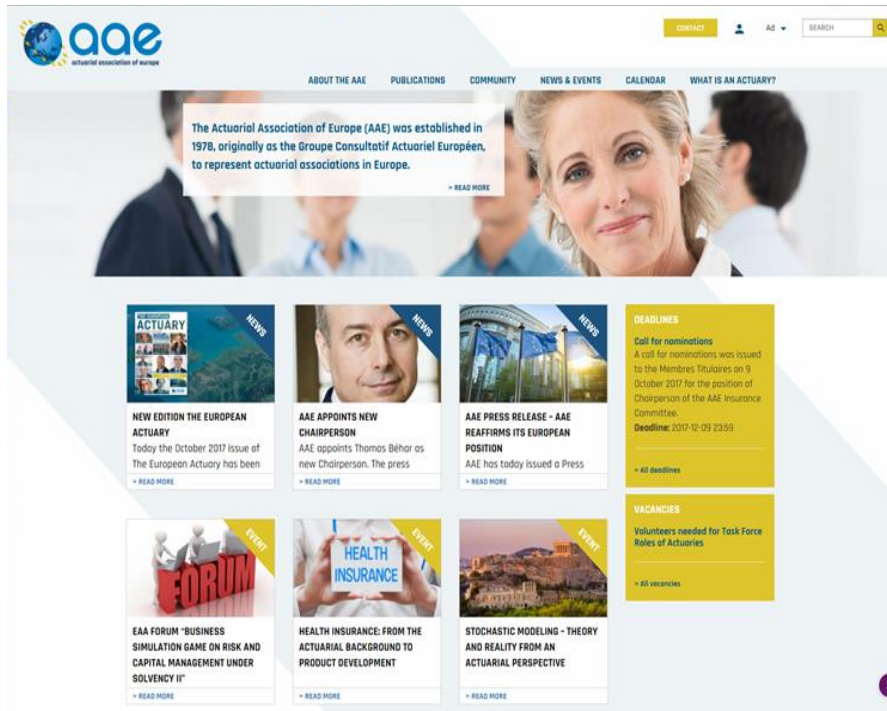 aae
actuarial association of europe
CONTACT
Ad
SEARCH
ABOUT THE AAE PUBLICATIONS COMMUNITY NEWS & EVENTS CALENDAR WHAT IS AN ACTUARY?
The Actuarial Association of Europe (AAE) was established in
1978, originally as the Groupe Consultatif Actuariel Européen,
to represent actuarial associations in Europe.
> READ MORE
THE EUROPEAN
ACTUARY
NEWS
NEW EDITION THE EUROPEAN
ACTUARY
Today the October 2017 issue of
The European Actuary has been
> READ MORE
NEWS
AAE APPOINTS NEW
CHAIRPERSON
AAE appoints Thomas Béhar as
new Chairperson. The press
> READ MORE
NEWS
AAE PRESS RELEASE - AAE
REAFFIRMS ITS EUROPEAN
POSITION
AAE has today issued a Press
> READ MORE
DEADLINES
Call for nominations
A call for nominations was issued
to the Membres Titulaires on 9
October 2017 for the position of
Chairperson of the AAE Insurance
Committee.
Deadline: 2017-12-09 23:59
> All deadlines
VACANCIES
Volunteers needed for Task Force
Roles of Actuaries
> All vacancies
FORUM
EVENT
EAA FORUM "BUSINESS
SIMULATION GAME ON RISK AND
CAPITAL MANAGEMENT UNDER
SOLVENCY II"
> READ MORE
HEALTH
INSURANCE
EVENT
HEALTH INSURANCE: FROM THE
ACTUARIAL BACKGROUND TO
PRODUCT DEVELOPMENT
> READ MORE
EVENT
STOCHASTIC MODELING - THEORY
AND REALITY FROM AN
ACTUARIAL PERSPECTIVE
> READ MORE